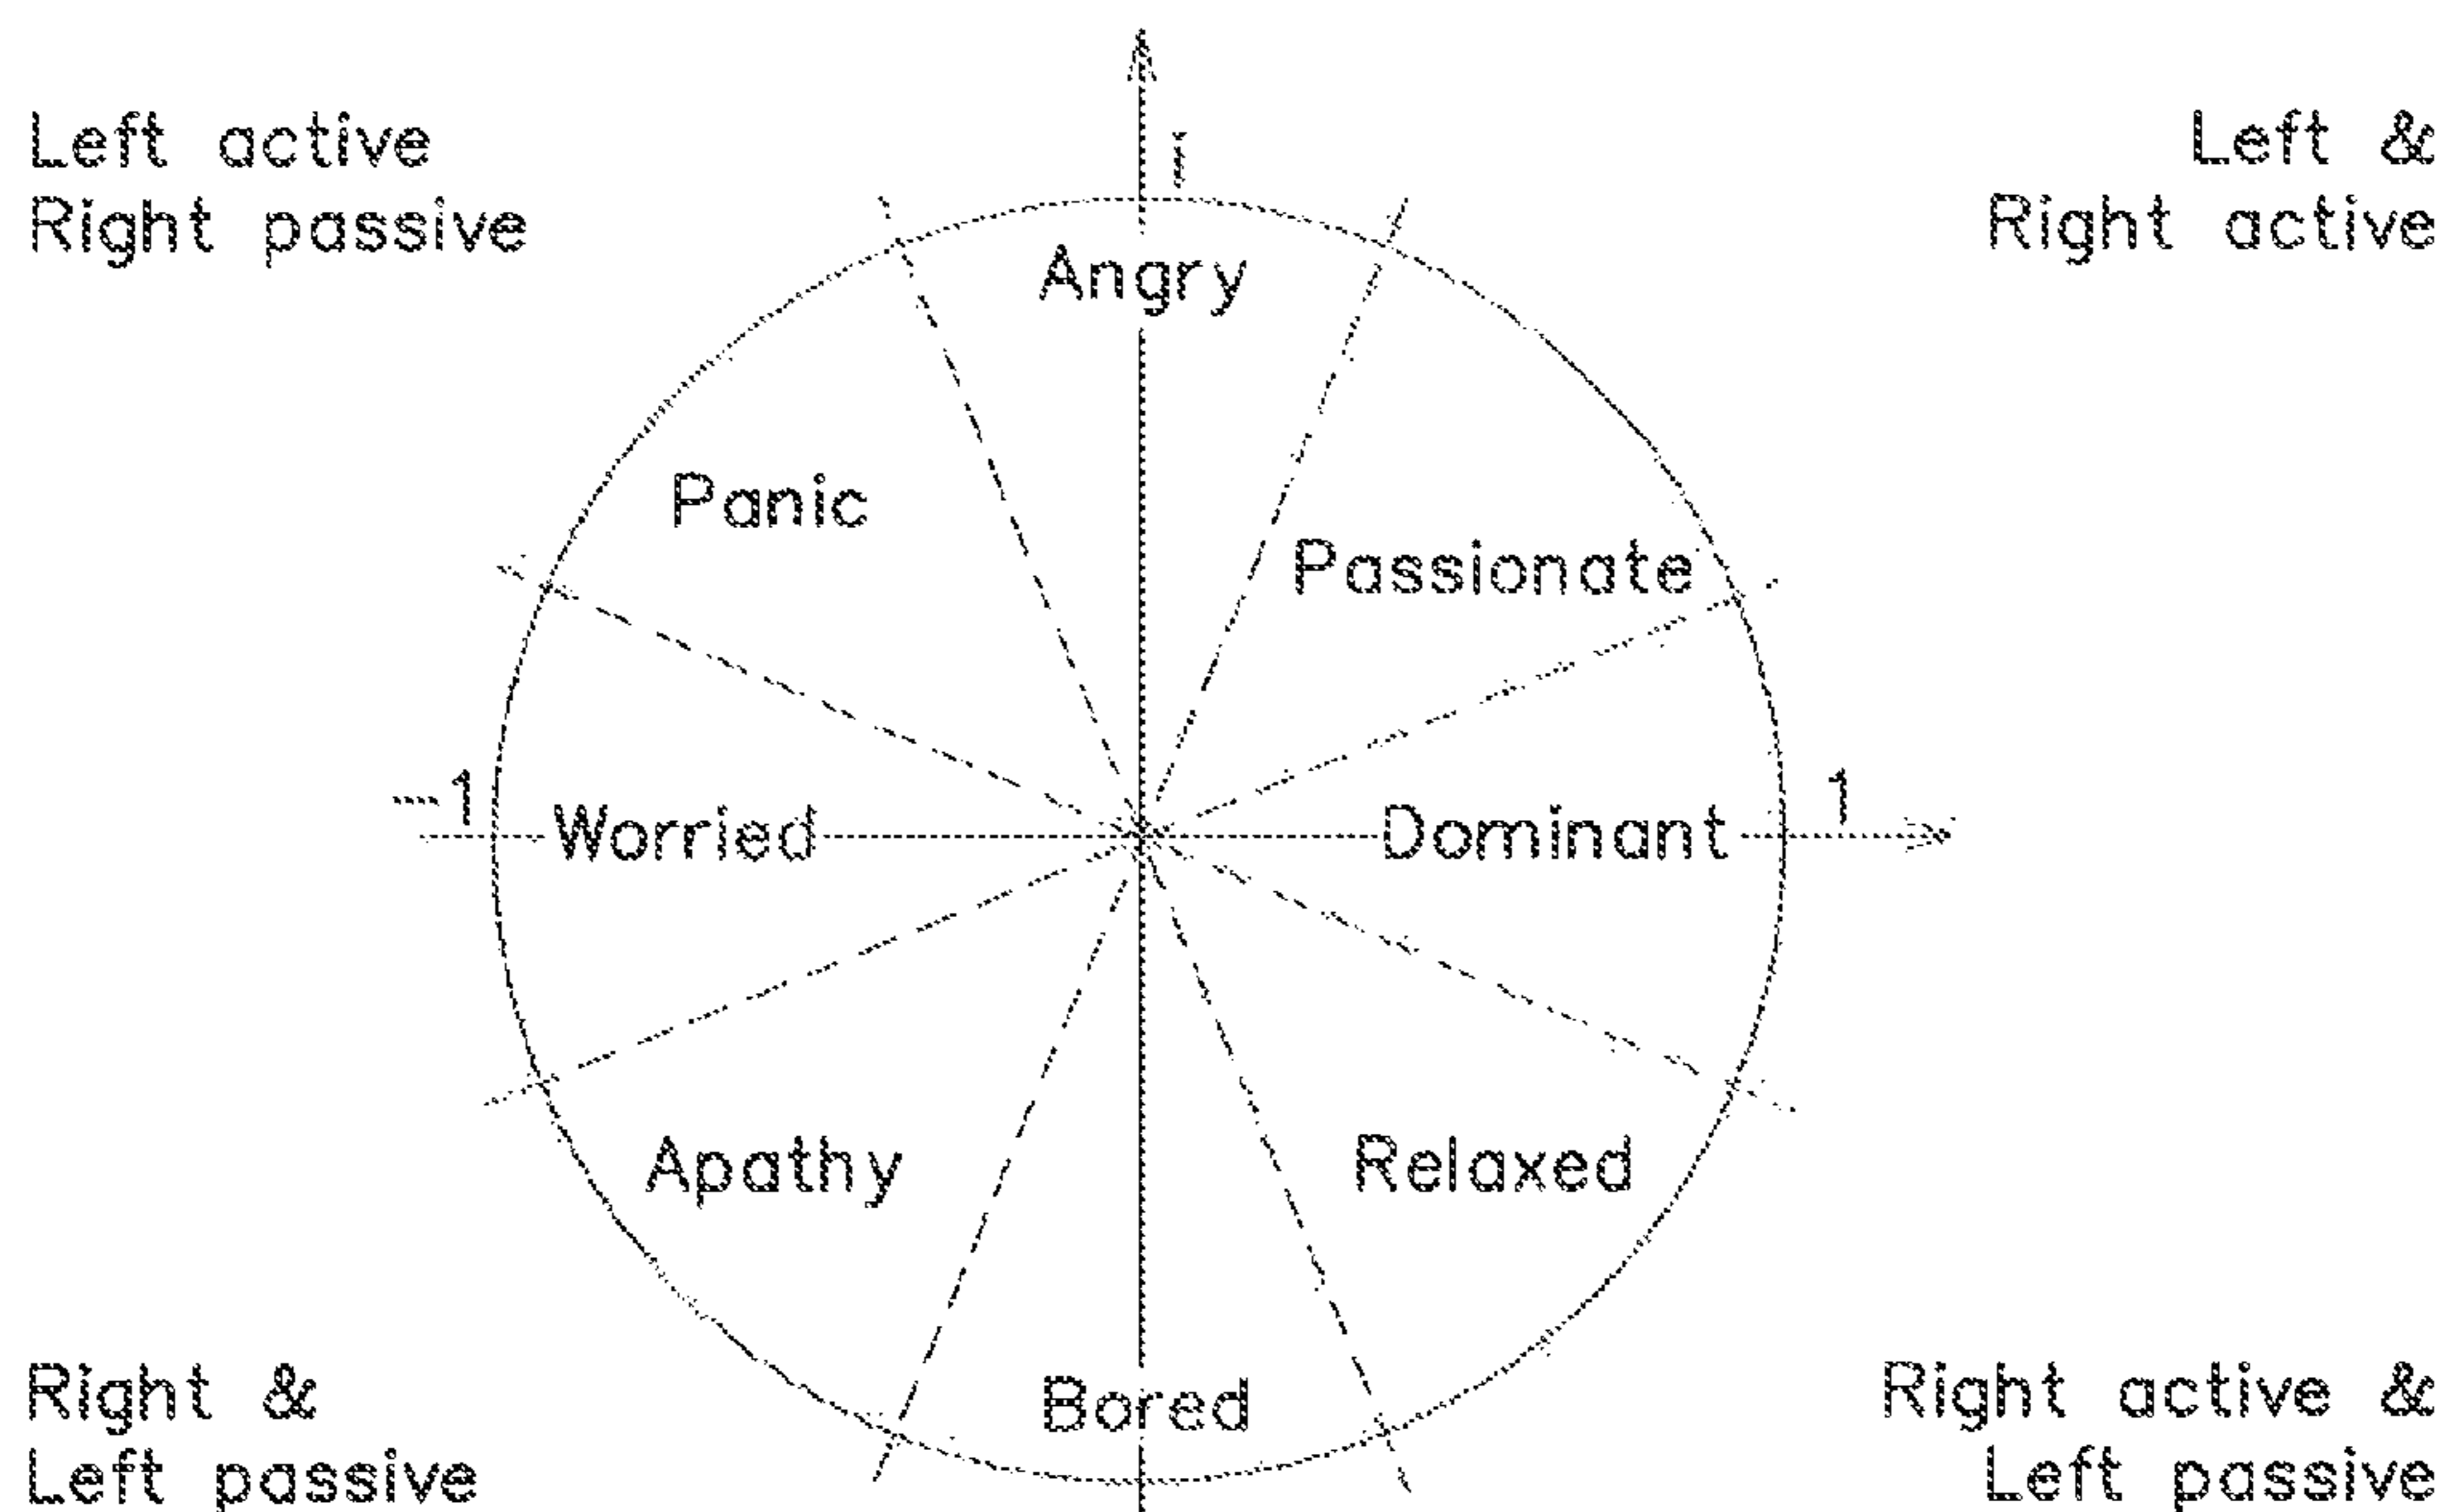 Left active
Right passive
i
Left &
Right active
Angry
Panic
Passionate
-1
1
Worried
Dominant
Apathy
Relaxed
Bored
Right &
Left passive
Right active &
Left passive